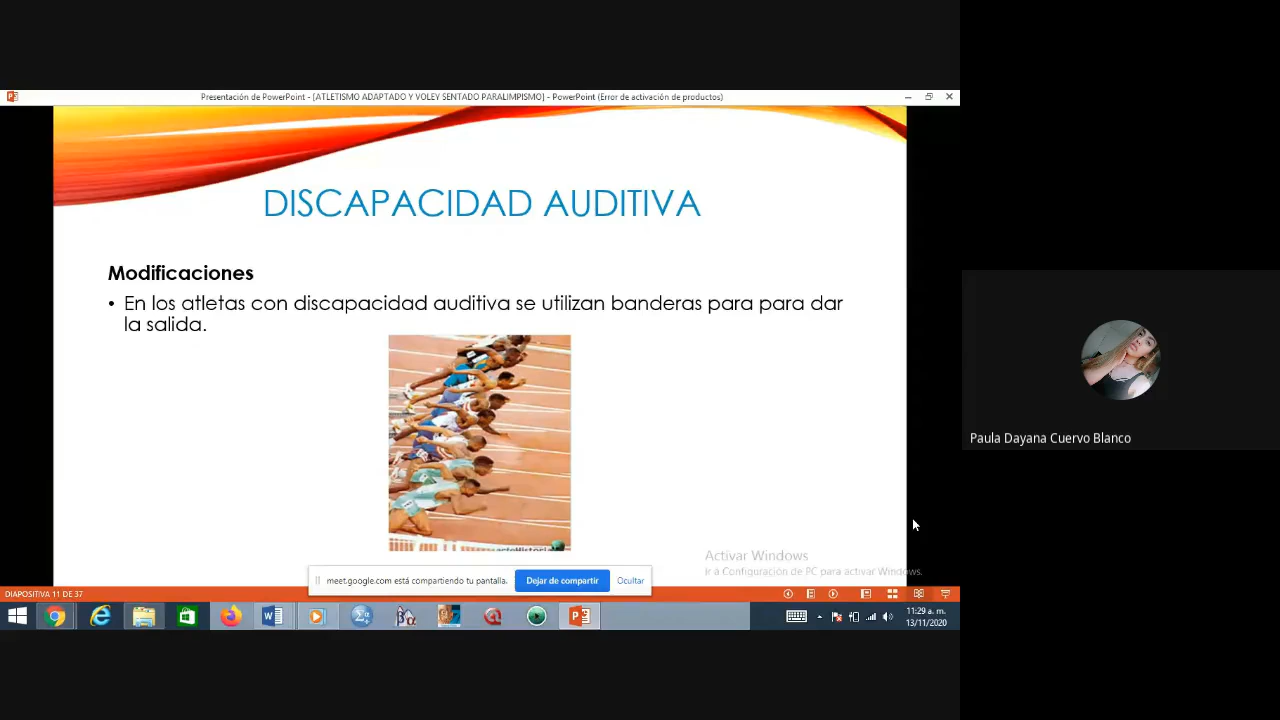 Presentación de PowerPoint - [ATLETISMO ADAPTADO Y VOLEY SENTADO PARALIMPISMO] - PowerPoint (Error de activación de productos)
DISCAPACIDAD AUDITIVA
Modificaciones
• En los atletas con discapacidad auditiva se utilizan banderas para para dar
la salida.
Paula Dayana Cuervo Blanco
Activar Windows
Ir a Configuración de PC para activar Windows.
meet.google.com está compartiendo tu pantalla.
Dejar de compartir
Ocultar
DIAPOSITIVA 11 DE 37
11:29 a. m.
13/11/2020